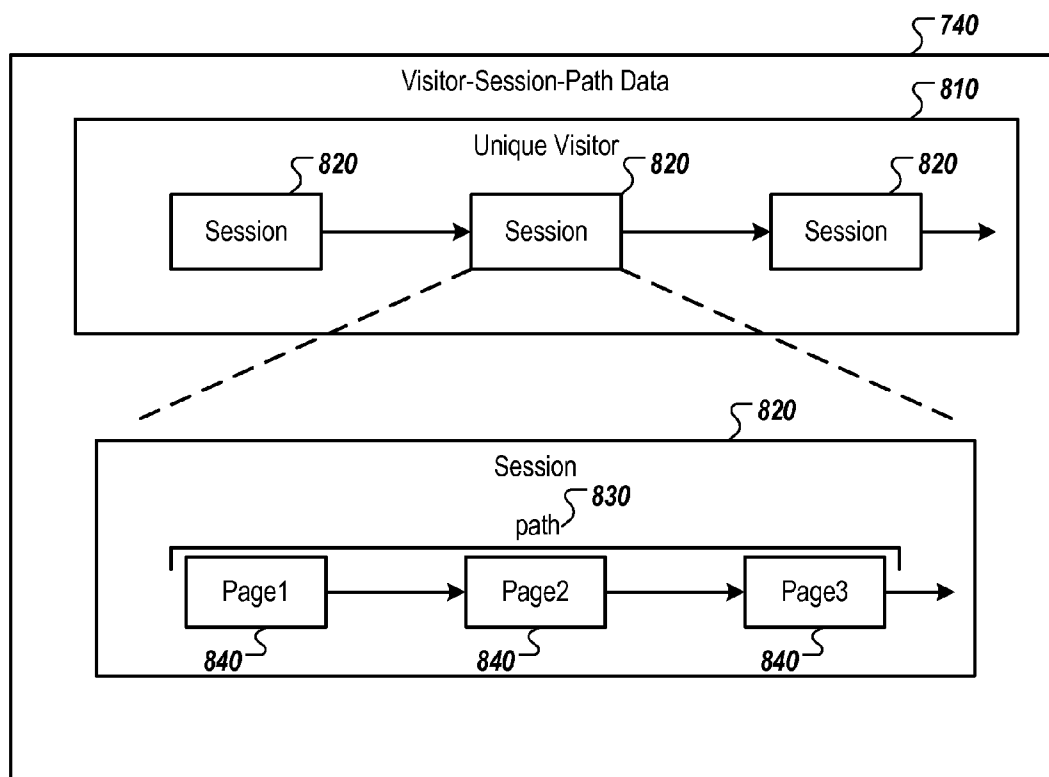 740
Visitor-Session-Path Data
810
Unique Visitor
820 820 820
Session Session Session
820
Session
830
path
Page1 Page2 Page3
840 840 840